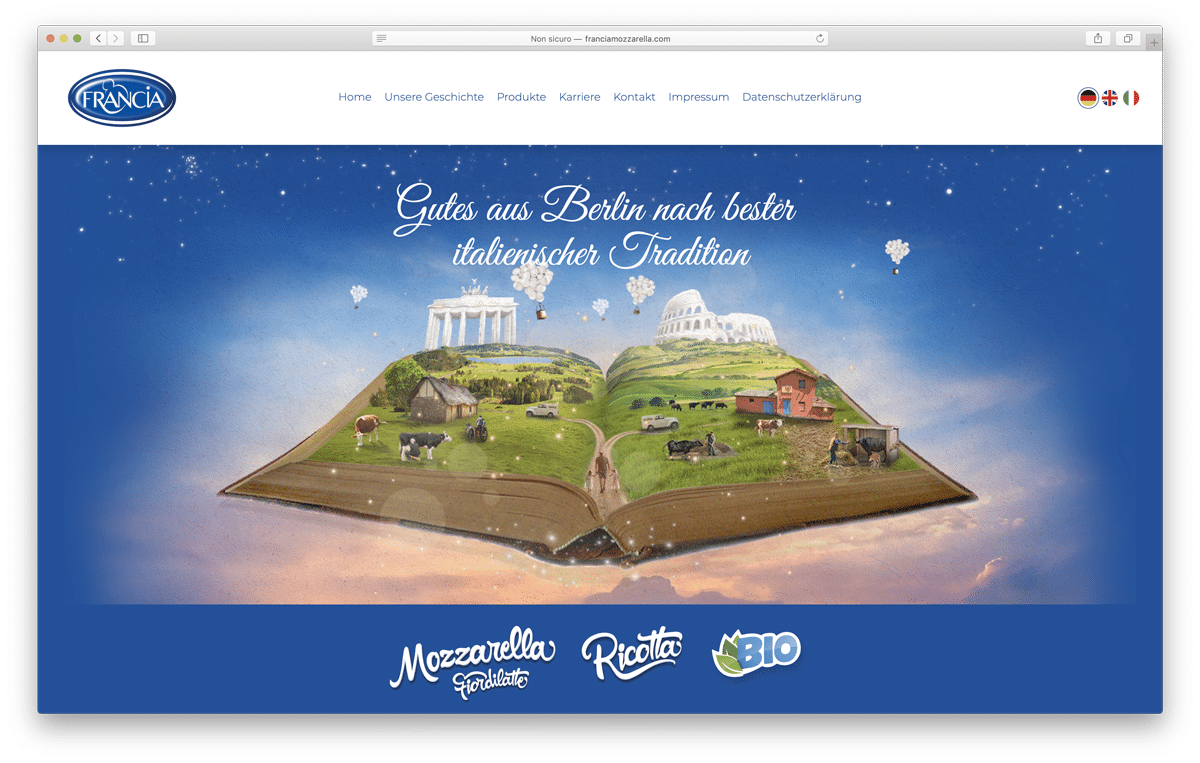 Non sicuro — franciamozzarella.com
FRANCIA
Home Unsere Geschichte Produkte Karriere Kontakt Impressum Datenschutzerklärung
Gutes aus Berlin nach bester
italienischer Tradition
Mozzarella
Fiordilatte
Ricotta
BIO